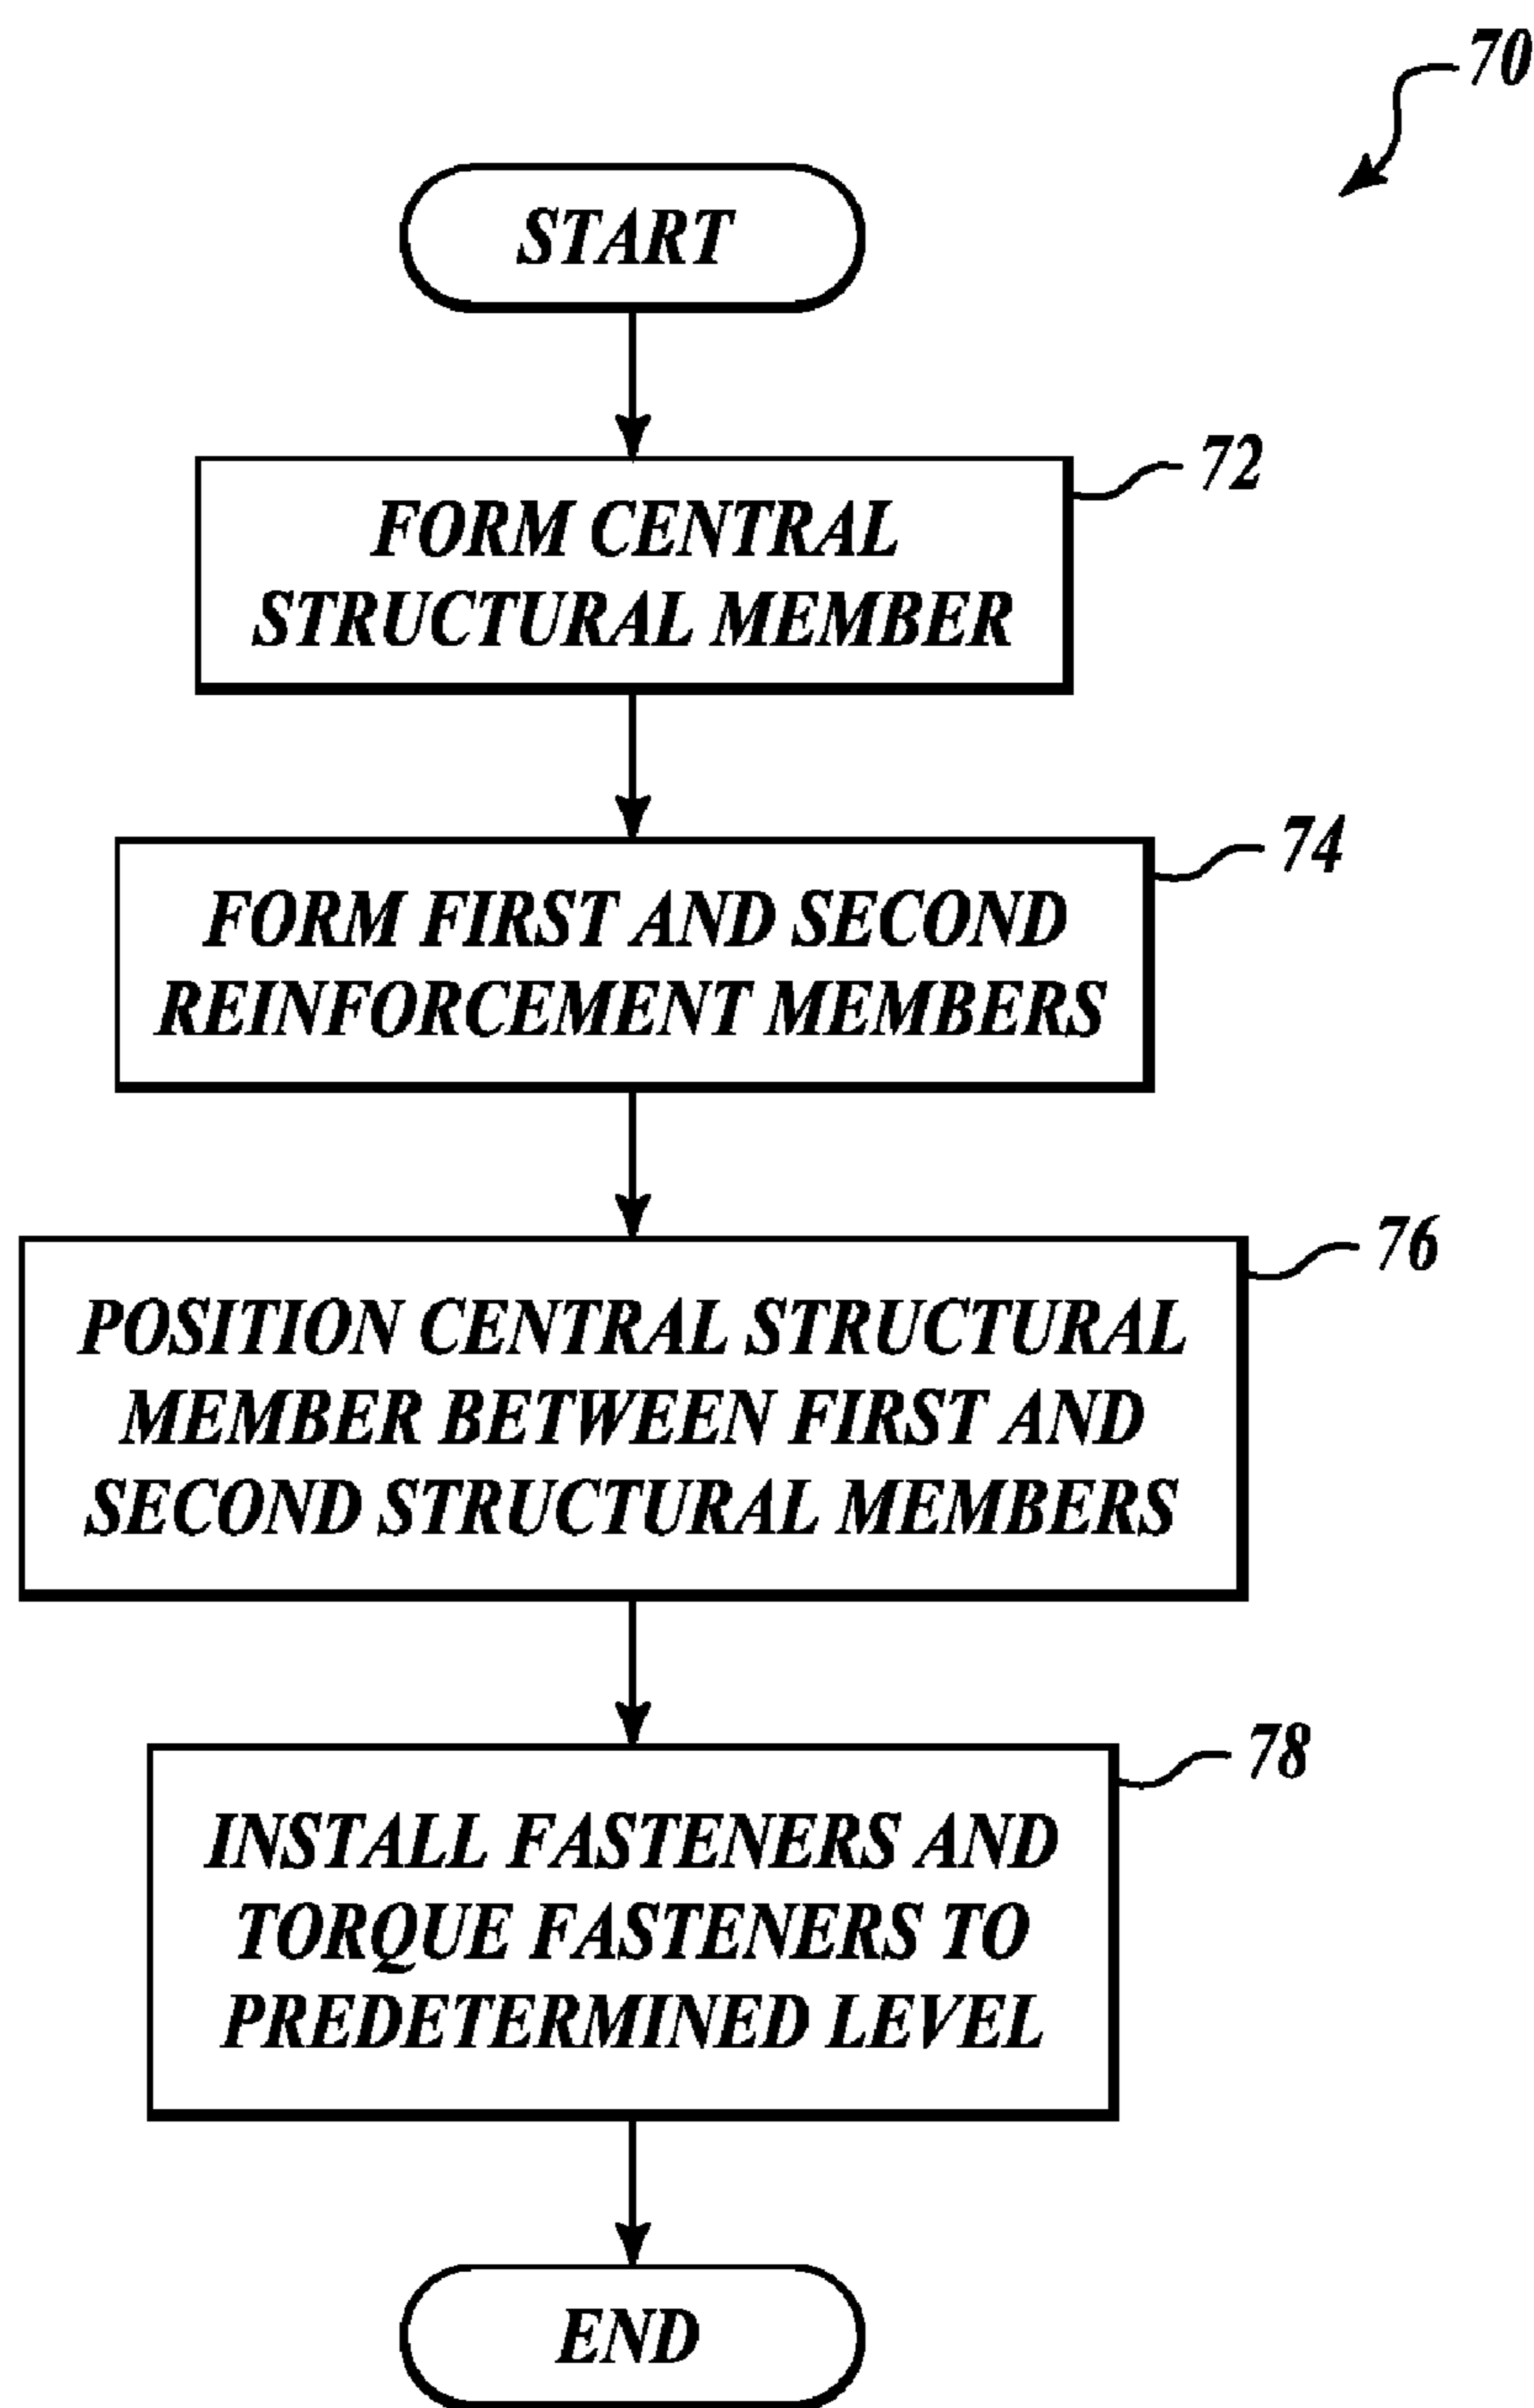 70
START
72
FORM CENTRAL
STRUCTURAL MEMBER
74
FORM FIRST AND SECOND
REINFORCEMENT MEMBERS
76
POSITION CENTRAL STRUCTURAL
MEMBER BETWEEN FIRST AND
SECOND STRUCTURAL MEMBERS
78
INSTALL FASTENERS AND
TORQUE FASTENERS TO
PREDETERMINED LEVEL
END